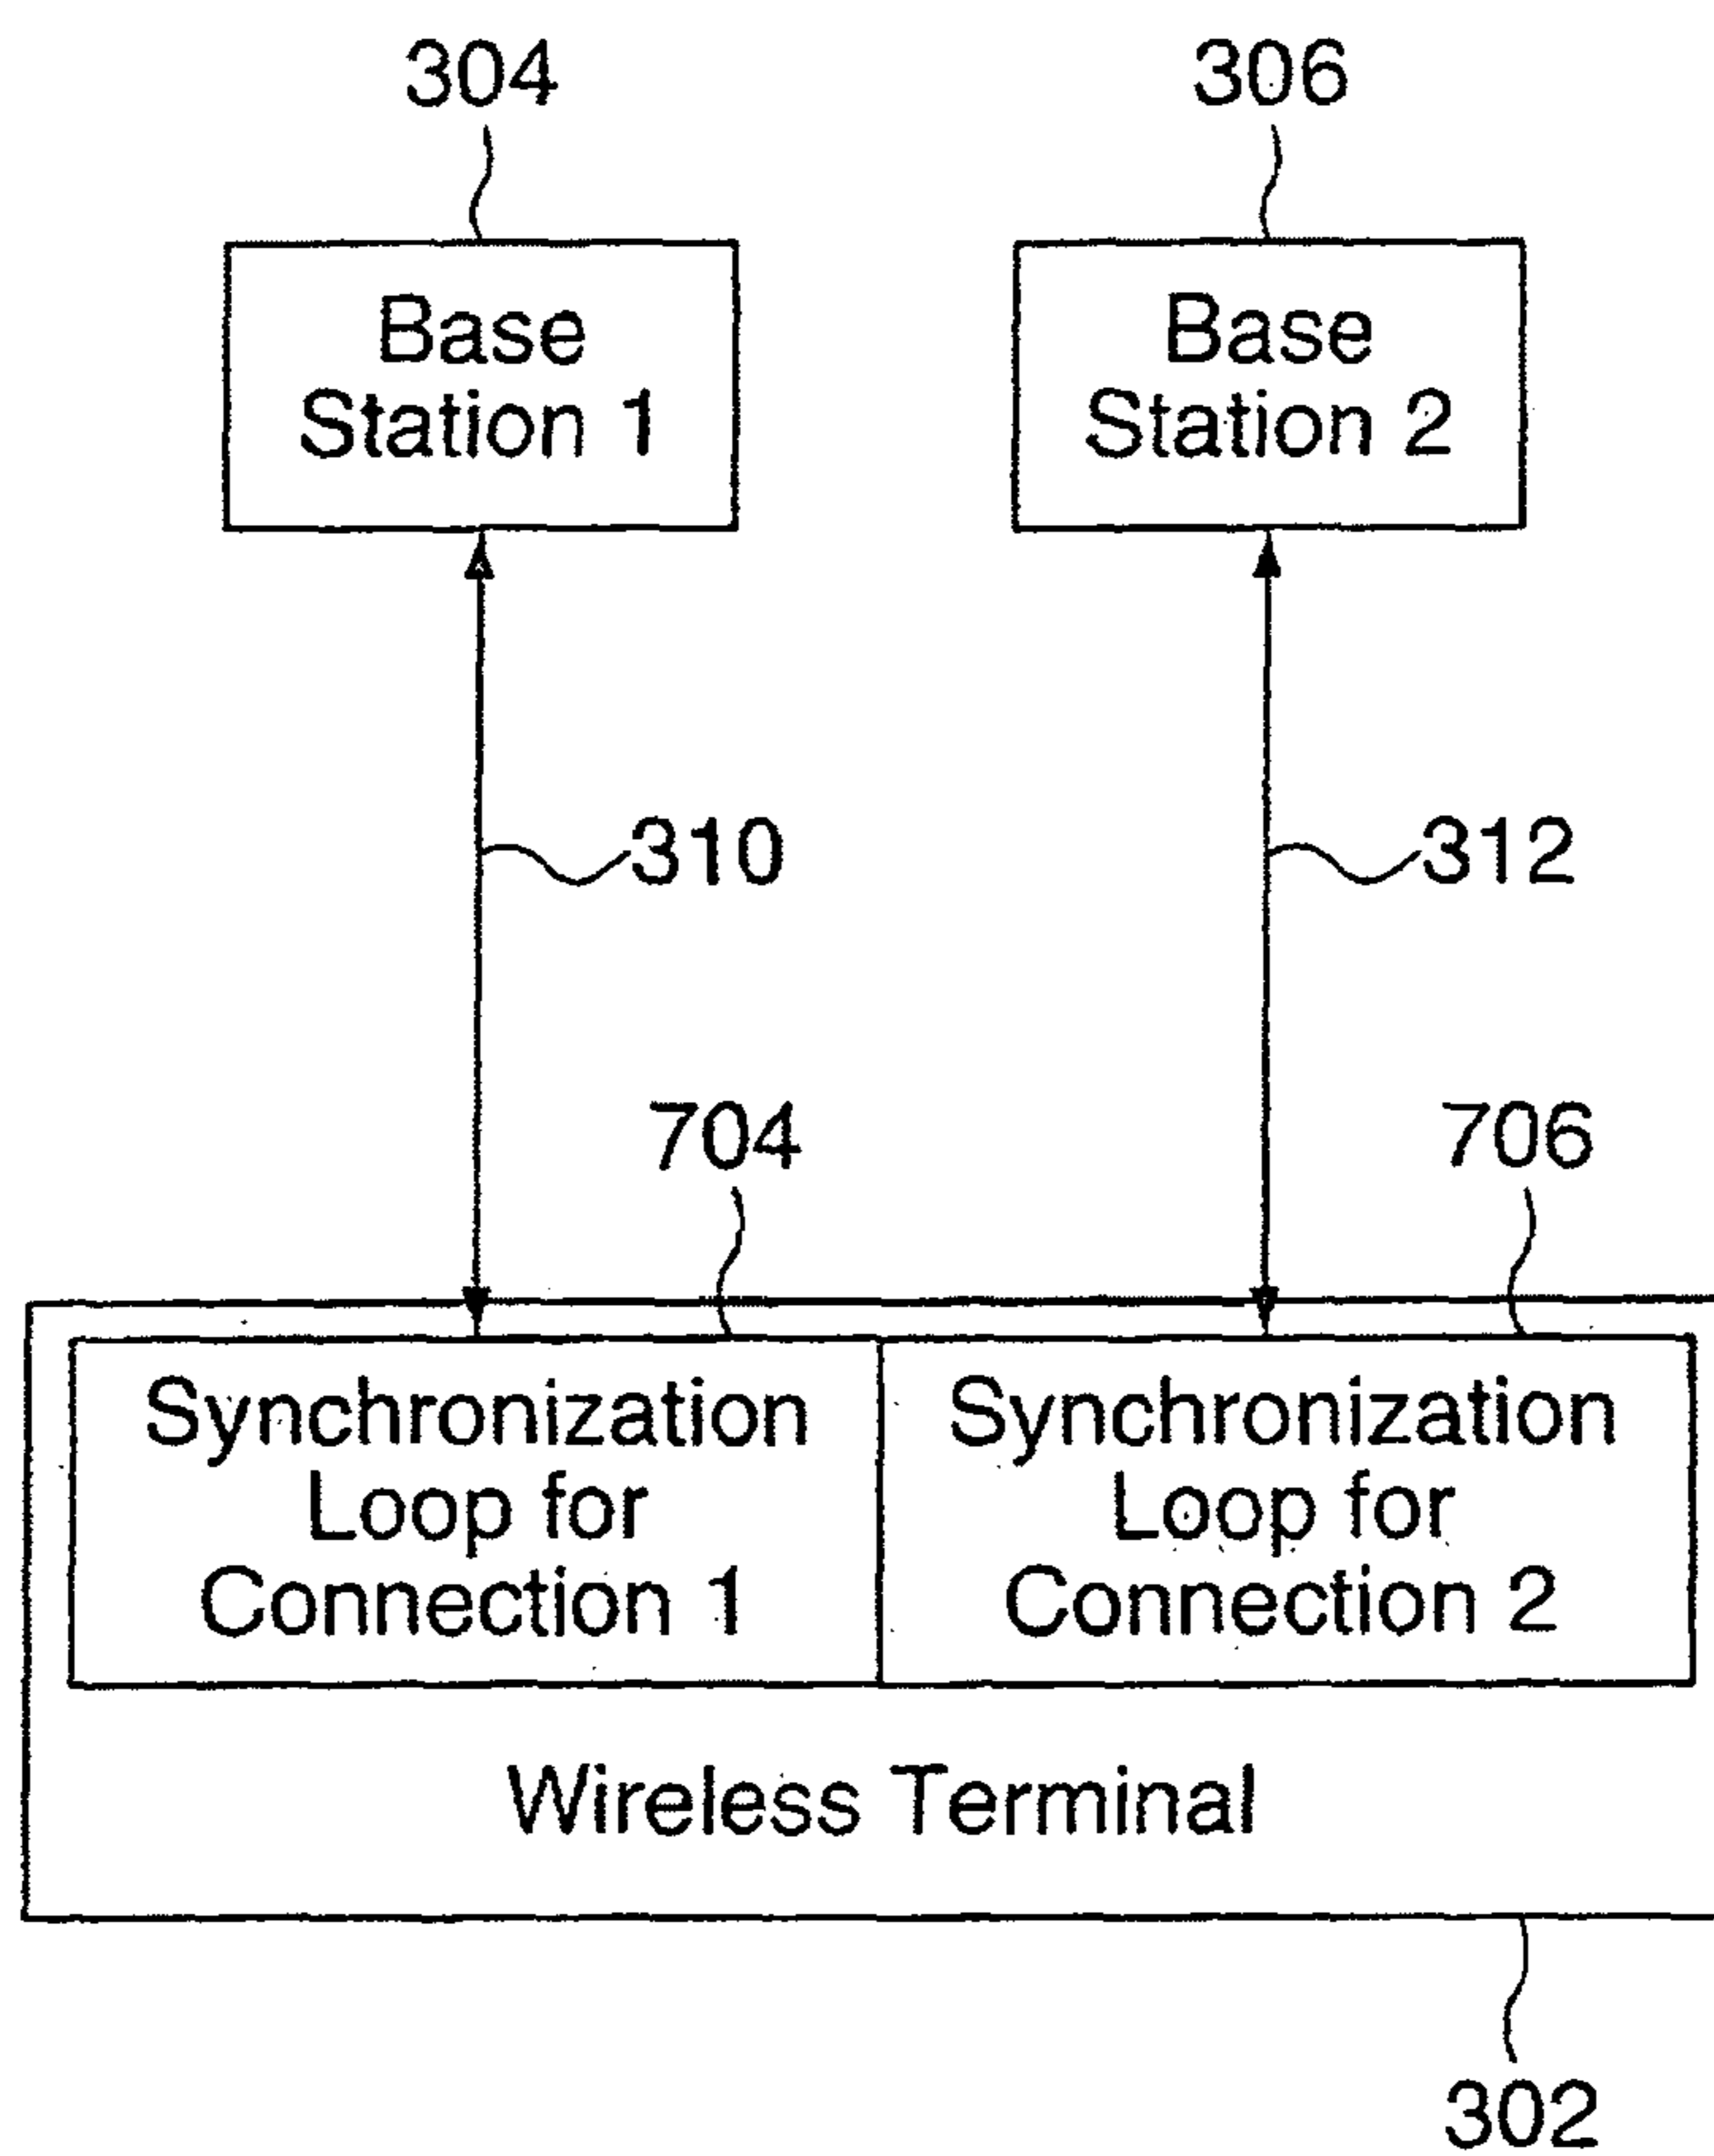 304
306
Base
Station 1
Base
Station 2
310
312
704
706
Synchronization
Loop for
Connection 1
Synchronization
Loop for
Connection 2
Wireless Terminal
302